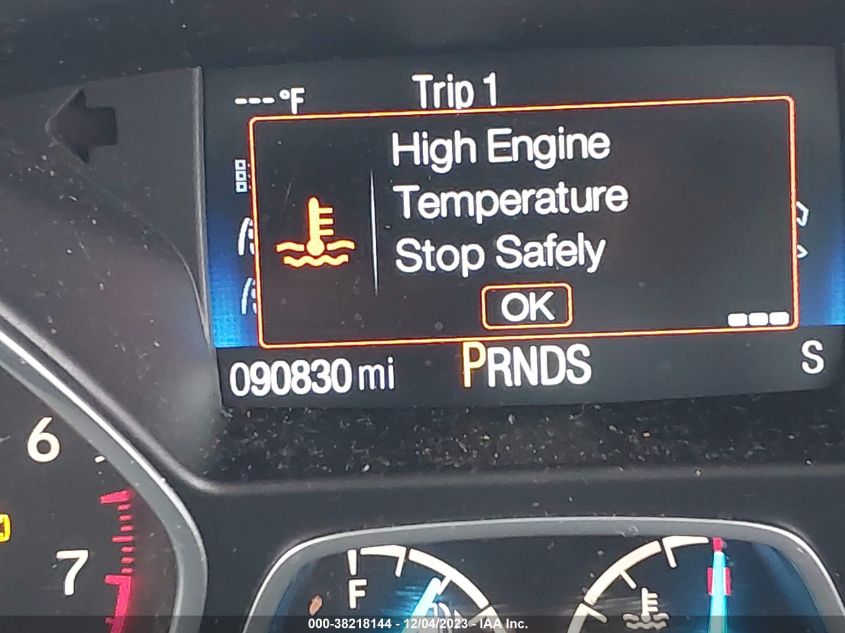 ---°F Trip 1
High Engine
Temperature
Stop Safely
OK
090830 mi PRNDS S
6
7
F
000-38218144 - 12/04/2023 - IAA Inc.